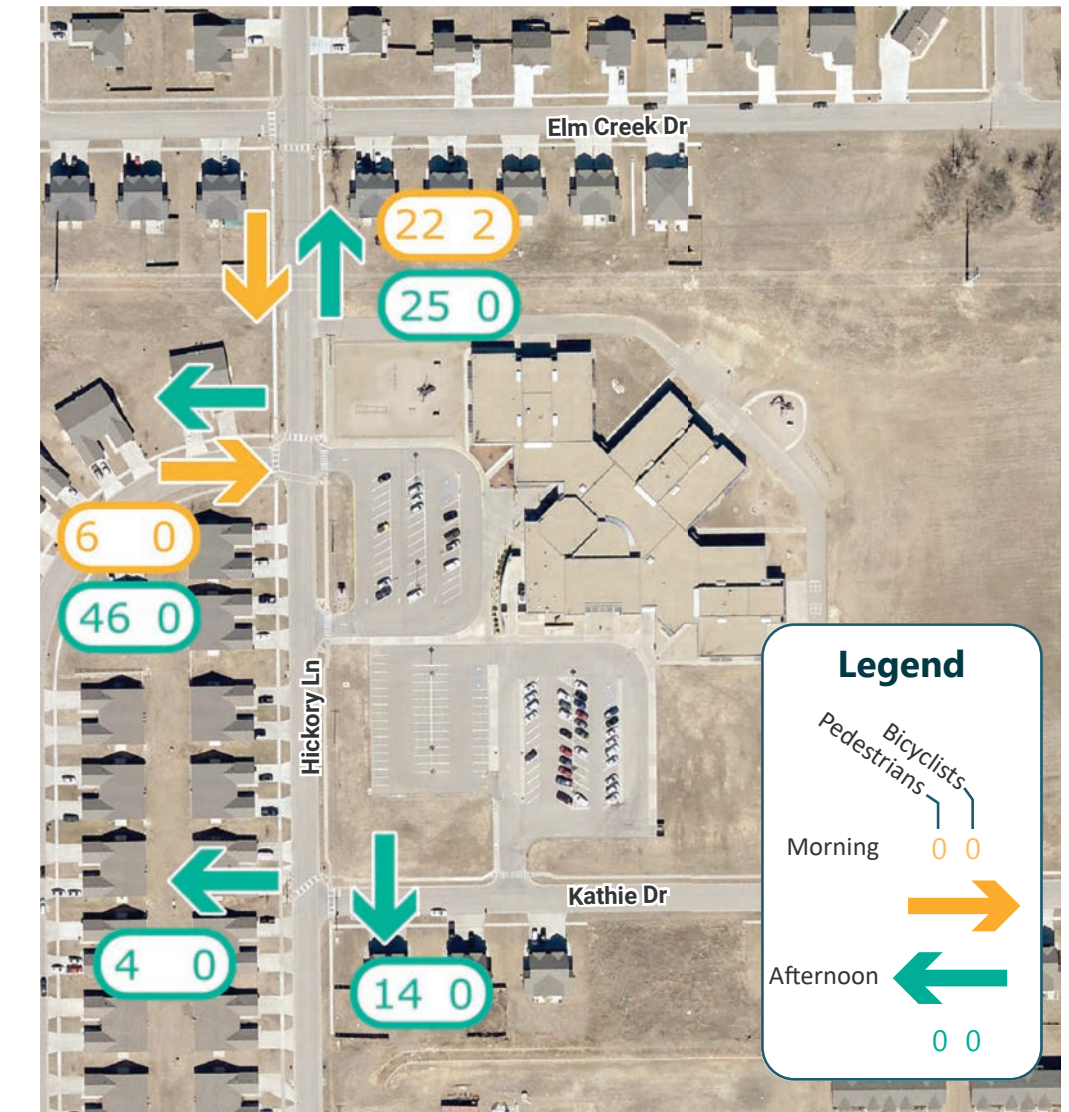 Elm Creek Dr
22 2
25 0
6 0
46 0
Hickory Ln
Kathie Dr
4 0
14 0
Legend
Pedestrians
Bicyclists
Morning
0 0
Afternoon
0 0